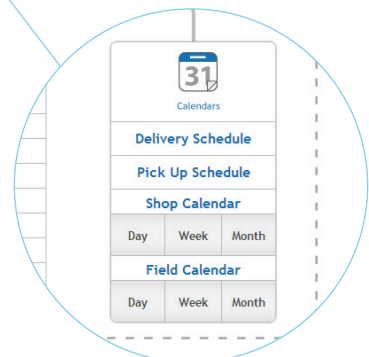 31
Calendars
Delivery Schedule
Pick Up Schedule
Shop Calendar
Day Week Month
Field Calendar
Day Week Month